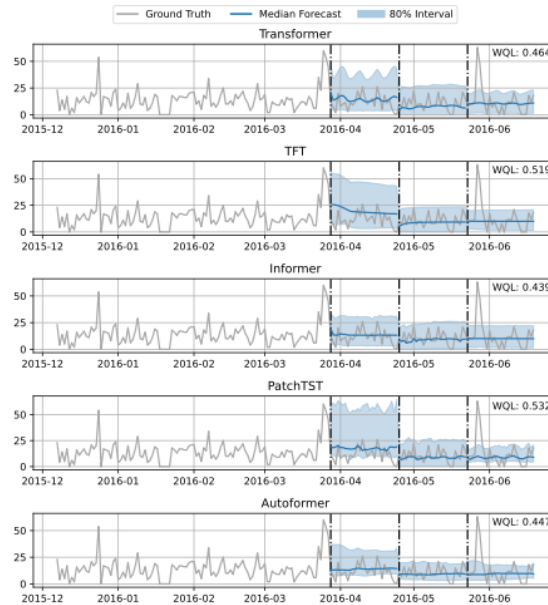 Ground Truth Median Forecast 80% Interval
Transformer
WQL: 0.464
50
25
0
2015-12 2016-01 2016-02 2016-03 2016-04 2016-05 2016-06
TFT
WQL: 0.519
50
25
0
2015-12 2016-01 2016-02 2016-03 2016-04 2016-05 2016-06
Informer
WQL: 0.439
50
25
0
2015-12 2016-01 2016-02 2016-03 2016-04 2016-05 2016-06
PatchTST
WQL: 0.532
50
25
0
2015-12 2016-01 2016-02 2016-03 2016-04 2016-05 2016-06
Autoformer
WQL: 0.441
50
25
0
2015-12 2016-01 2016-02 2016-03 2016-04 2016-05 2016-06